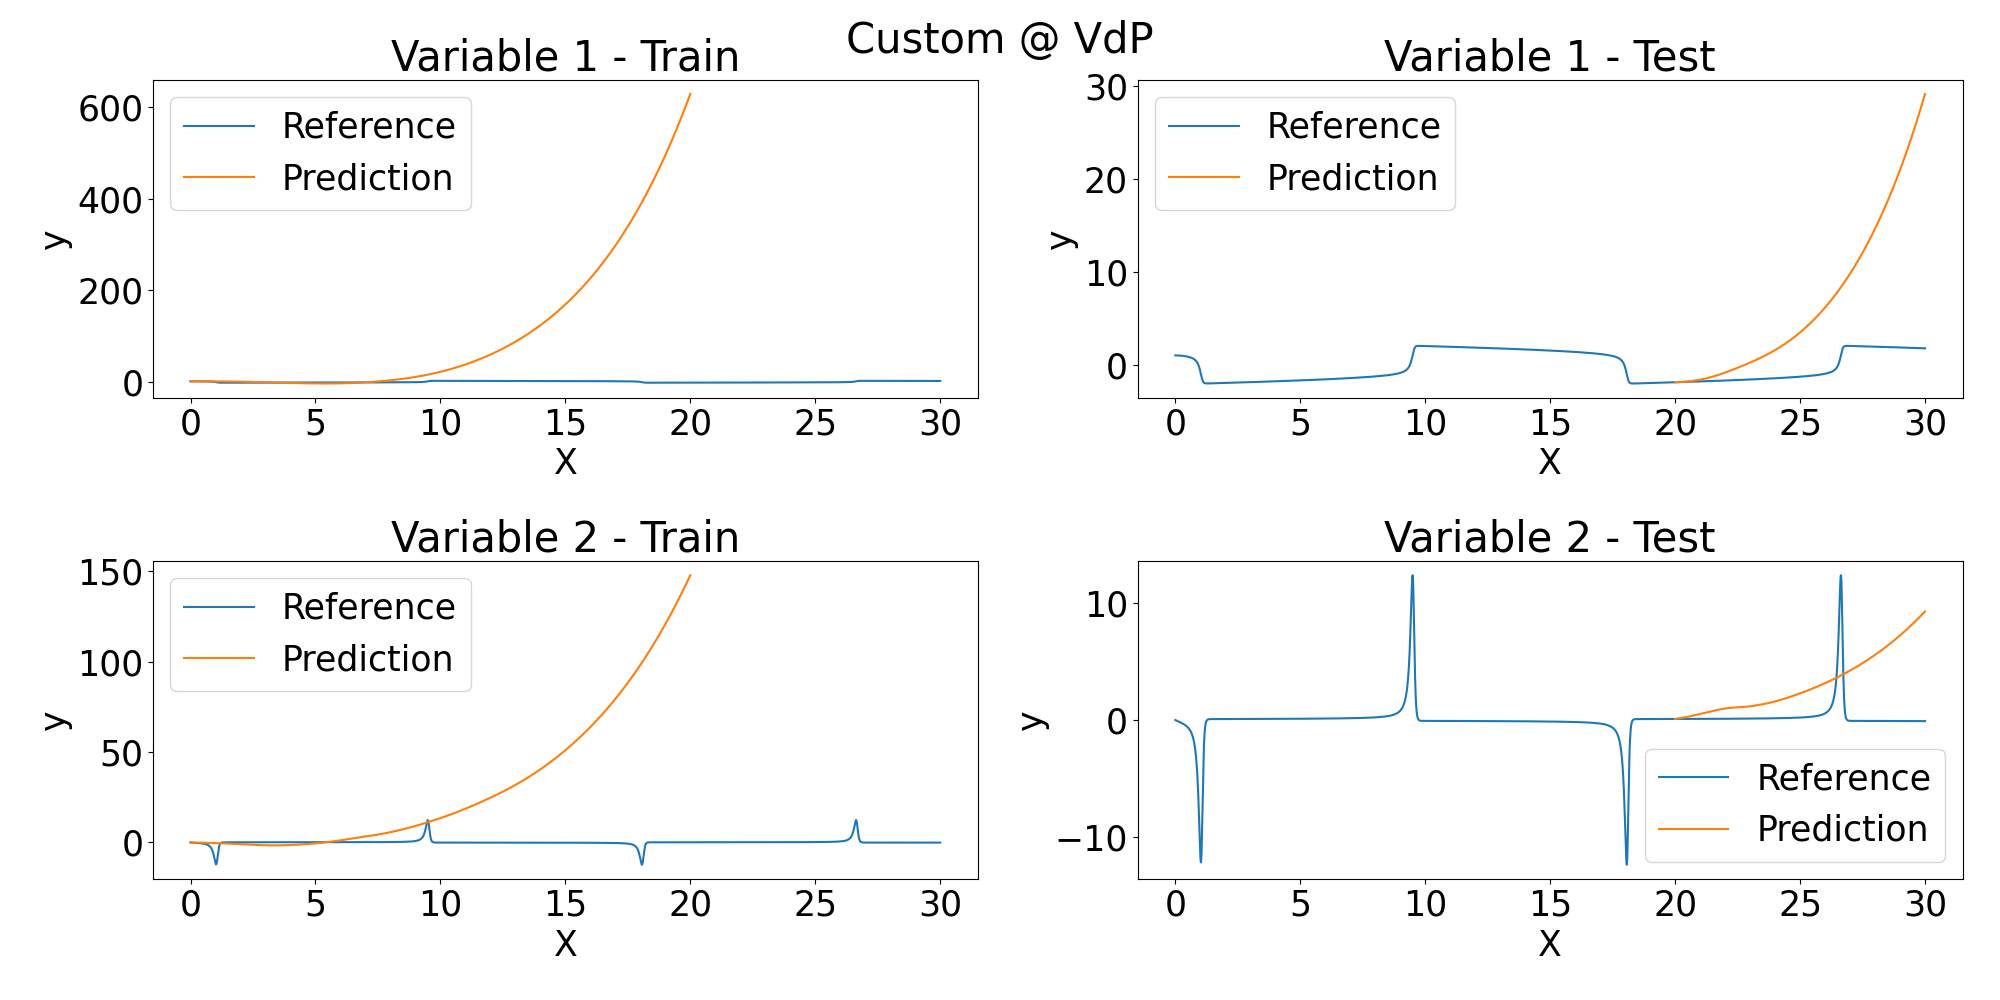 Custom @ VdP
Variable 1 - Train
600
400
200
0
y
Reference
Prediction
0 5 10 15 20 25 30
X
Variable 1 - Test
30
20
10
0
y
Reference
Prediction
0 5 10 15 20 25 30
X
Variable 2 - Train
150
100
50
0
y
Reference
Prediction
0 5 10 15 20 25 30
X
Variable 2 - Test
10
0
−10
y
Reference
Prediction
0 5 10 15 20 25 30
X